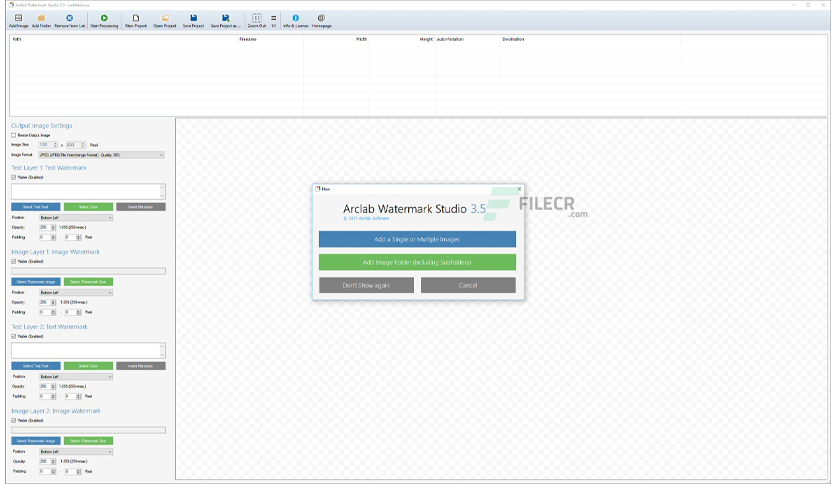 Arclab Watermark Studio 3.5 - untitled.aws
Add Image Add Folder Remove from List Start Processing New Project Open Project Save Project Save Project as... Zoom-Out 1/1 Info & License Homepage
Path Filename Width Height Auto-Rotation Destination
Output Image Settings
Resize Output Image
Image Size: x Pixel
Image Format: JPEG (JPEG File Interchange Format - Quality: 90%
Text Layer 1: Text Watermark
Visible (Enabled)
Select Text Font Select Color Insert Metadata
Position: Bottom Left
Opacity: 255 1-255 (255=max.)
Padding: 0 - 0 Pixel
Image Layer 1: Image Watermark
Visible (Enabled)
Select Watermark Image Select Watermark Size
Position: Bottom Left
Opacity: 255 1-255 (255=max.)
Padding: 0 - 0 Pixel
Text Layer 2: Text Watermark
Visible (Enabled)
Select Text Font Select Color Insert Metadata
Position: Bottom Left
Opacity: 255 1-255 (255=max.)
Padding: 0 - 0 Pixel
Image Layer 2: Image Watermark
Visible (Enabled)
Select Watermark Image Select Watermark Size
Position: Bottom Left
Opacity: 255 1-255 (255=max.)
Padding: 0 - 0 Pixel
New
Arclab Watermark Studio 3.5
© 2017 Arclab Software
FILECR
.com
Add a Single or Multiple Images
Add Image Folder (including Subfolders)
Don't Show again Cancel